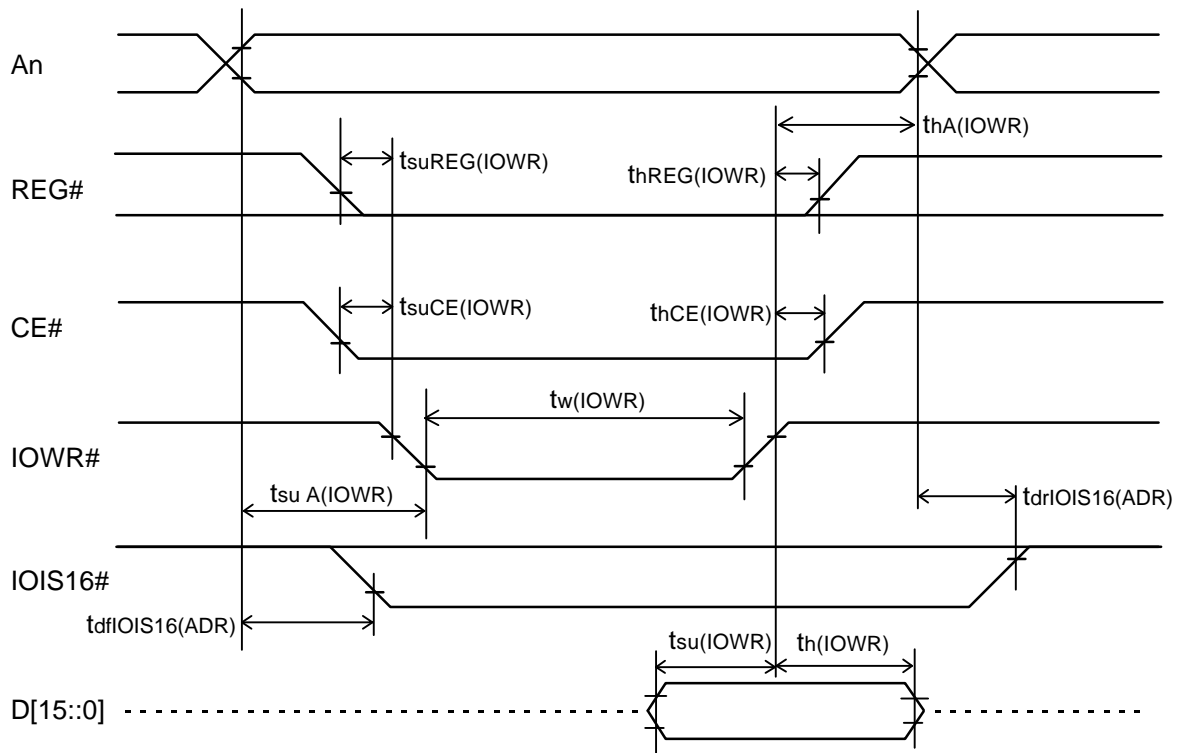 An
thA(IOWR)
tsuREG(IOWR)
thREG(IOWR)
REG#
tsuCE(IOWR)
thCE(IOWR)
CE#
tw(IOWR)
IOWR#
tsu A(IOWR)
tdrIOIS16(ADR)
IOIS16#
tdfIOIS16(ADR)
tsu(IOWR)
th(IOWR)
D[15::0]